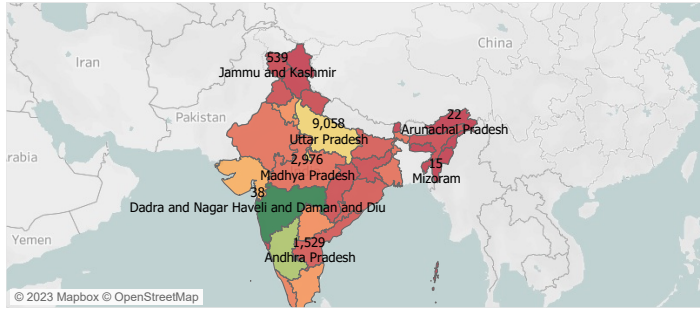 China
Iran
539
Jammu and Kashmir
Pakistan
22
Arunachal Pradesh
9,058
Uttar Pradesh
arabia
2,976
Madhya Pradesh
15
Mizoram
38
Dadra and Nagar Haveli and Daman and Diu
Yemen
1,529
Andhra Pradesh
© 2023 Mapbox © OpenStreetMap